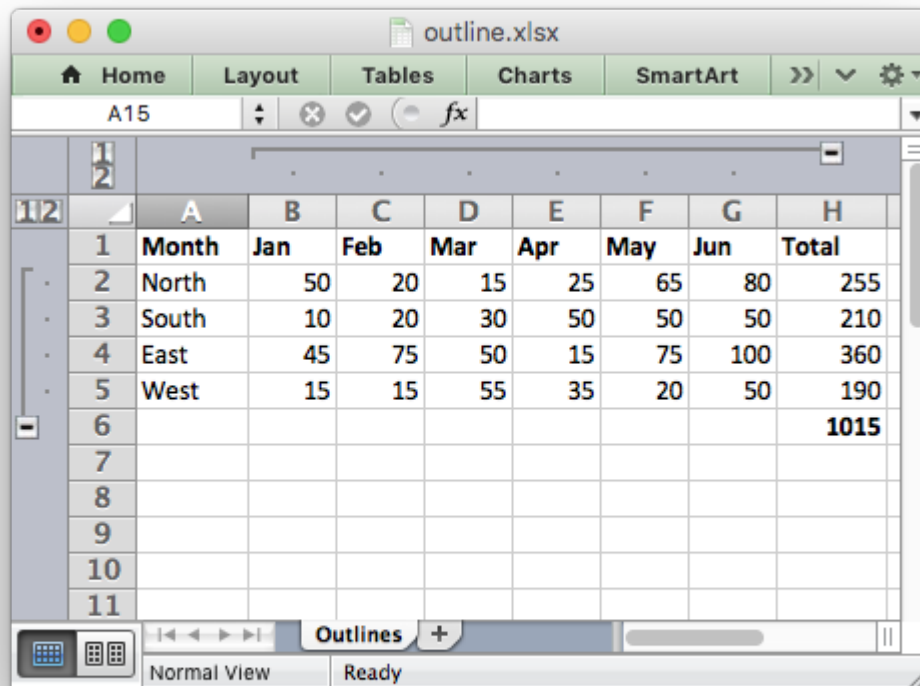 outline.xlsx
Home Layout Tables Charts SmartArt
A15 fx
1
2
1 2 A B C D E F G H
1 Month Jan Feb Mar Apr May Jun Total
2 North 50 20 15 25 65 80 255
3 South 10 20 30 50 50 50 210
4 East 45 75 50 15 75 100 360
5 West 15 15 55 35 20 50 190
6 1015
7
8
9
10
11
Outlines
Normal View Ready